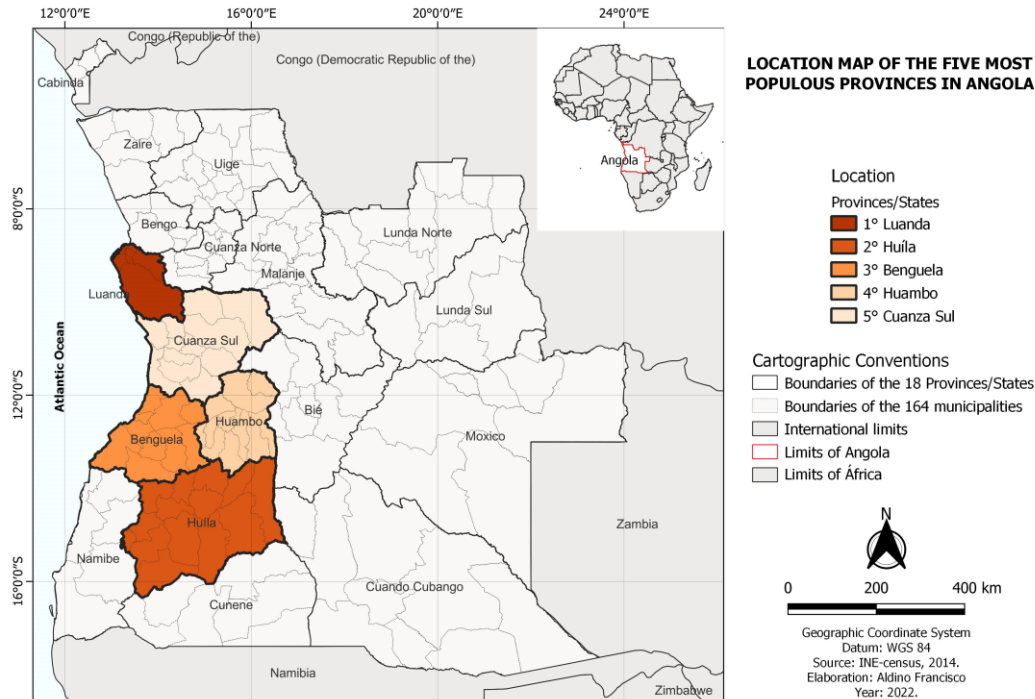 12°0'0"E 16°0'0"E 20°0'0"E 24°0'0"E
Congo (Republic of the)
Congo (Democratic Republic of the)
Cabinda
Zaire
Uige
Bengo
Cuanza Norte
Malanje
Lunda Norte
Luanda
Lunda Sul
Cuanza Sul
Huambo
Bié
Benguela
Moxico
Huíla
Namibe
Cuando Cubango
Cunene
Zambia
Namibia
Zimbabwe
Atlantic Ocean
8°0'0"S
12°0'0"S
16°0'0"S
Angola
LOCATION MAP OF THE FIVE MOST
POPULOUS PROVINCES IN ANGOLA
Location
Provinces/States
1° Luanda
2° Huíla
3° Benguela
4° Huambo
5° Cuanza Sul
Cartographic Conventions
Boundaries of the 18 Provinces/States
Boundaries of the 164 municipalities
International limits
Limits of Angola
Limits of África
N
0 200 400 km
Geographic Coordinate System
Datum: WGS 84
Source: INE-census, 2014.
Elaboration: Aldino Francisco
Year: 2022.